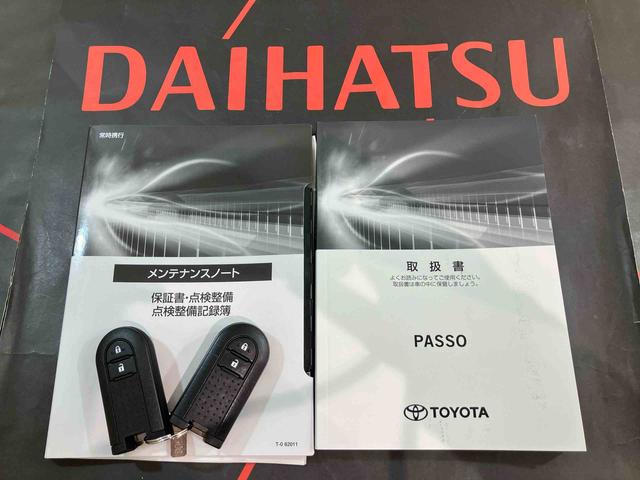 DAIHATSU
常時携行
メンテナンスノート
保証書・点検整備
点検整備記録簿
T-0 62011
取扱書
よくお読みになってご使用ください。
取扱書は車の中に保管しましょう。
PASSO
TOYOTA